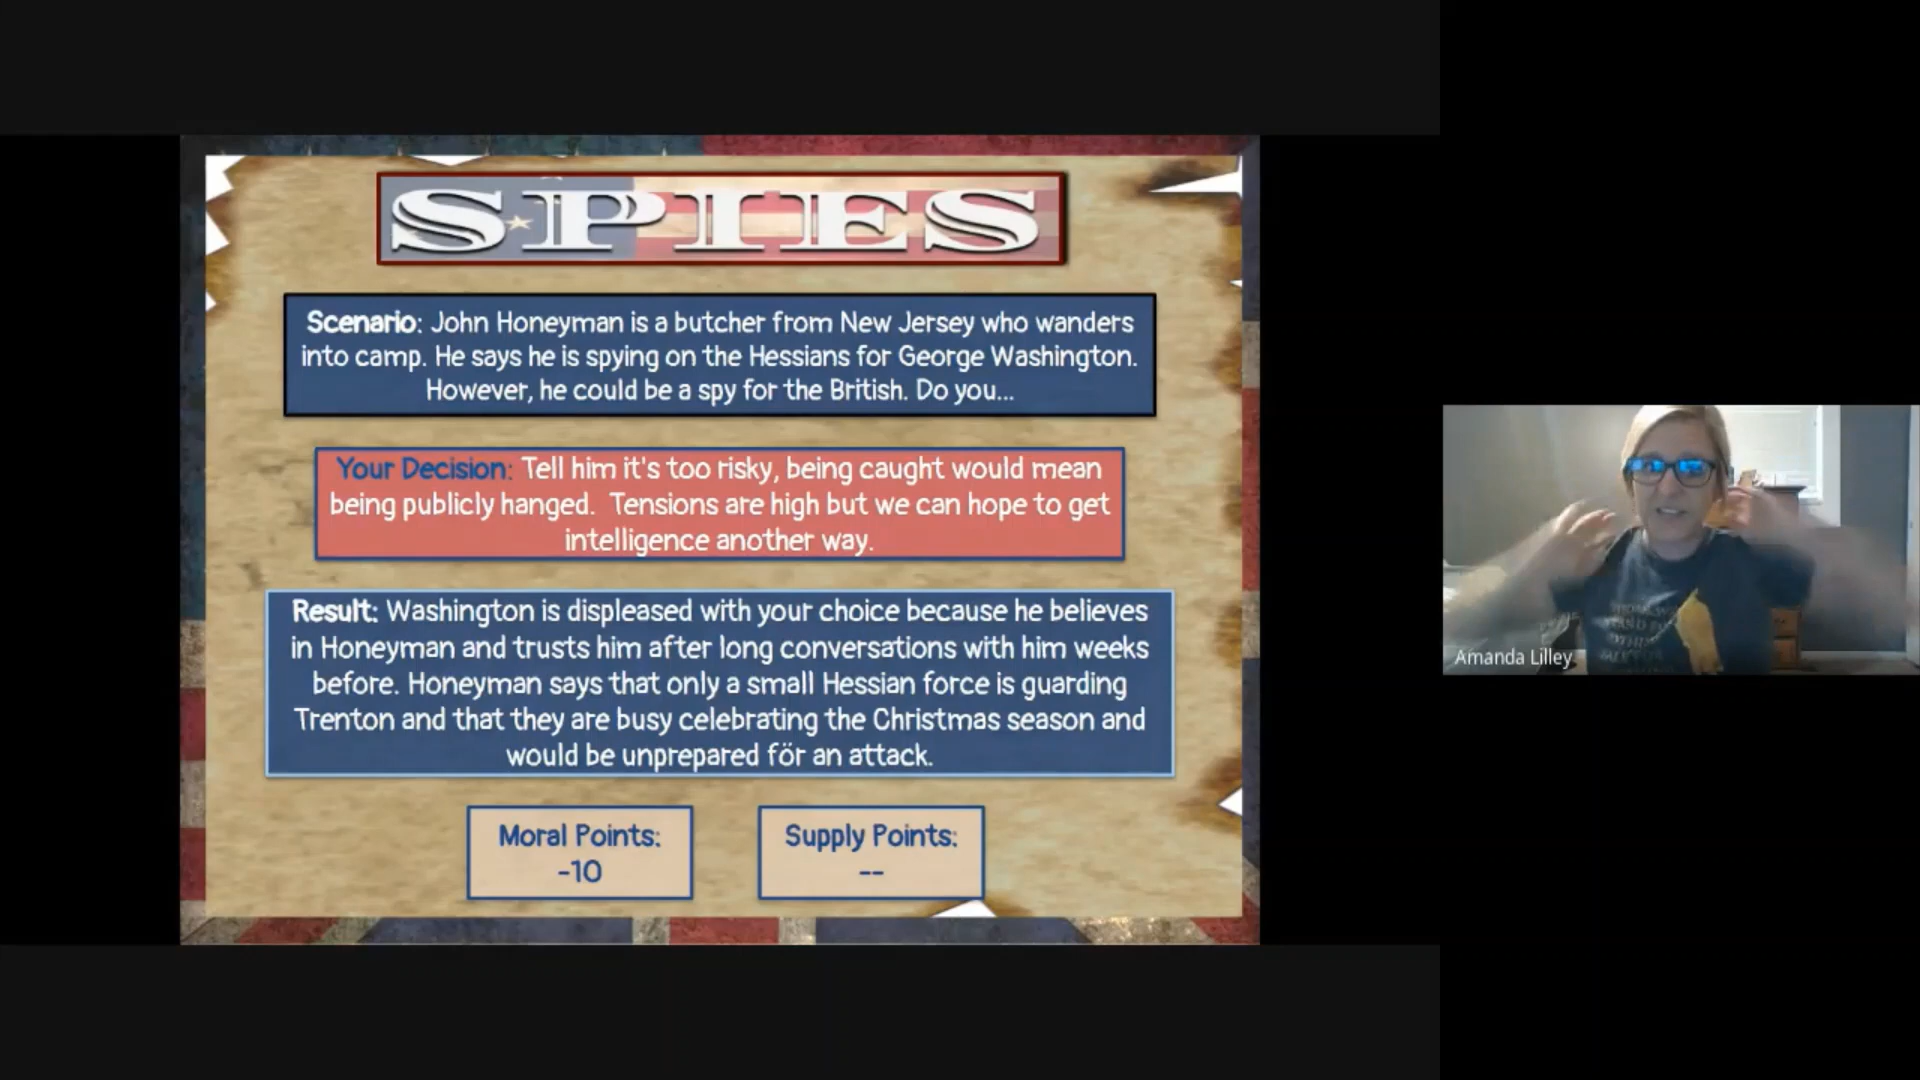 SPIES
Scenario: John Honeyman is a butcher from New Jersey who wanders
into camp. He says he is spying on the Hessians for George Washington.
However, he could be a spy for the British. Do you...
Your Decision: Tell him it's too risky, being caught would mean
being publicly hanged. Tensions are high but we can hope to get
intelligence another way.
Result: Washington is displeased with your choice because he believes
in Honeyman and trusts him after long conversations with him weeks
before. Honeyman says that only a small Hessian force is guarding
Trenton and that they are busy celebrating the Christmas season and
would be unprepared för an attack.
Moral Points:
-10
Supply Points:
--
Amanda Lilley